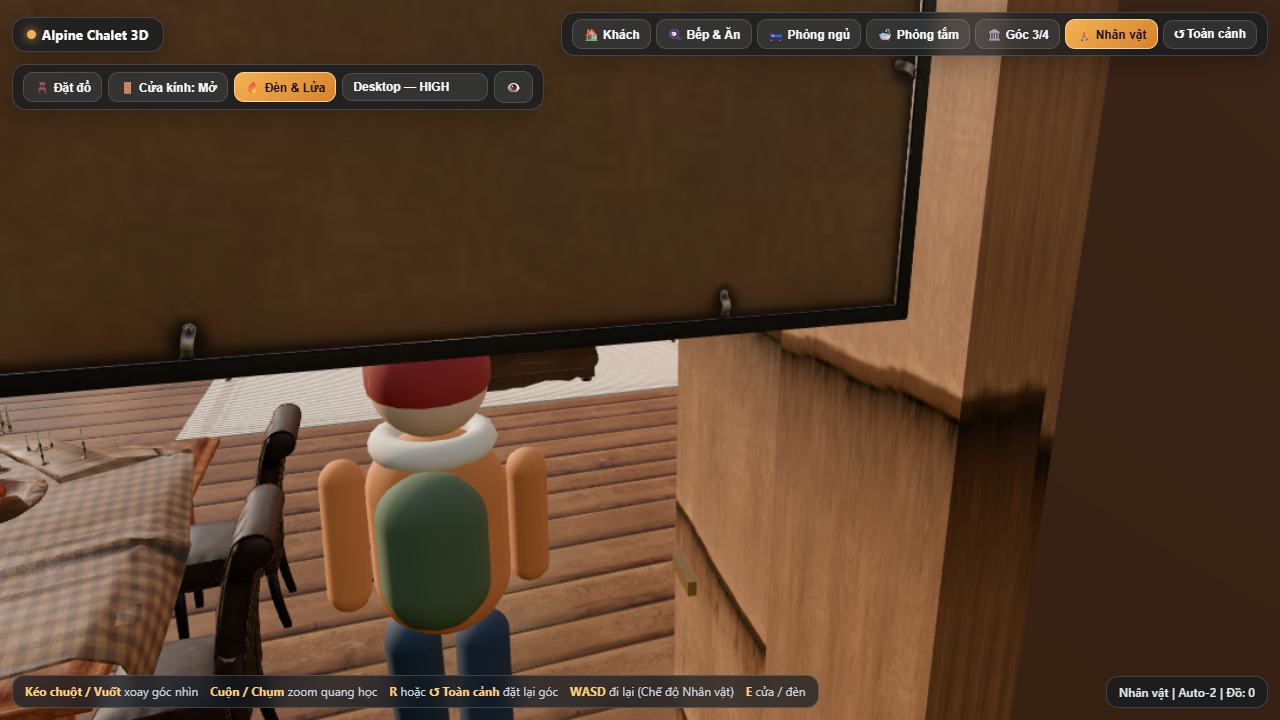 Alpine Chalet 3D
Khách
Bếp & Ăn
Phòng ngủ
Phòng tắm
Góc 3/4
Nhân vật
↺ Toàn cảnh
Đặt đồ
Cửa kính: Mở
Đèn & Lửa
Desktop — HIGH
Kéo chuột / Vuốt xoay góc nhìn Cuộn / Chụm zoom quang học R hoặc ↺ Toàn cảnh đặt lại góc WASD đi lại (Chế độ Nhân vật) E cửa / đèn
Nhân vật | Auto-2 | Đồ: 0